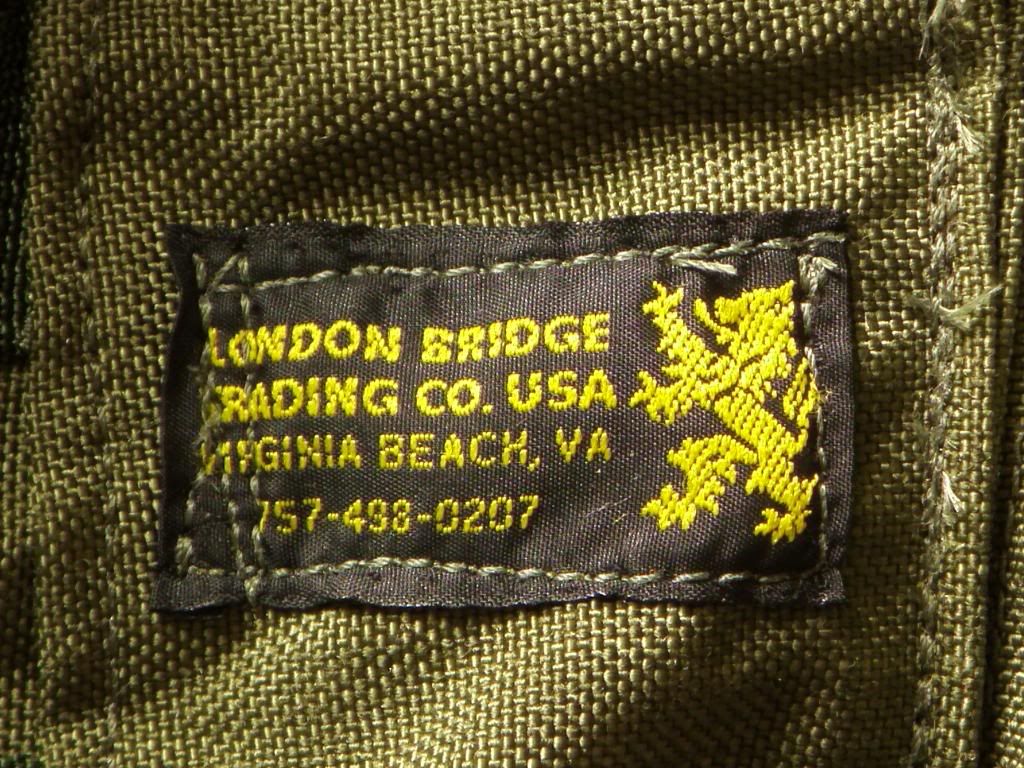 LONDON BRIDGE
TRADING CO. USA
VIRGINIA BEACH, VA
757-498-0207